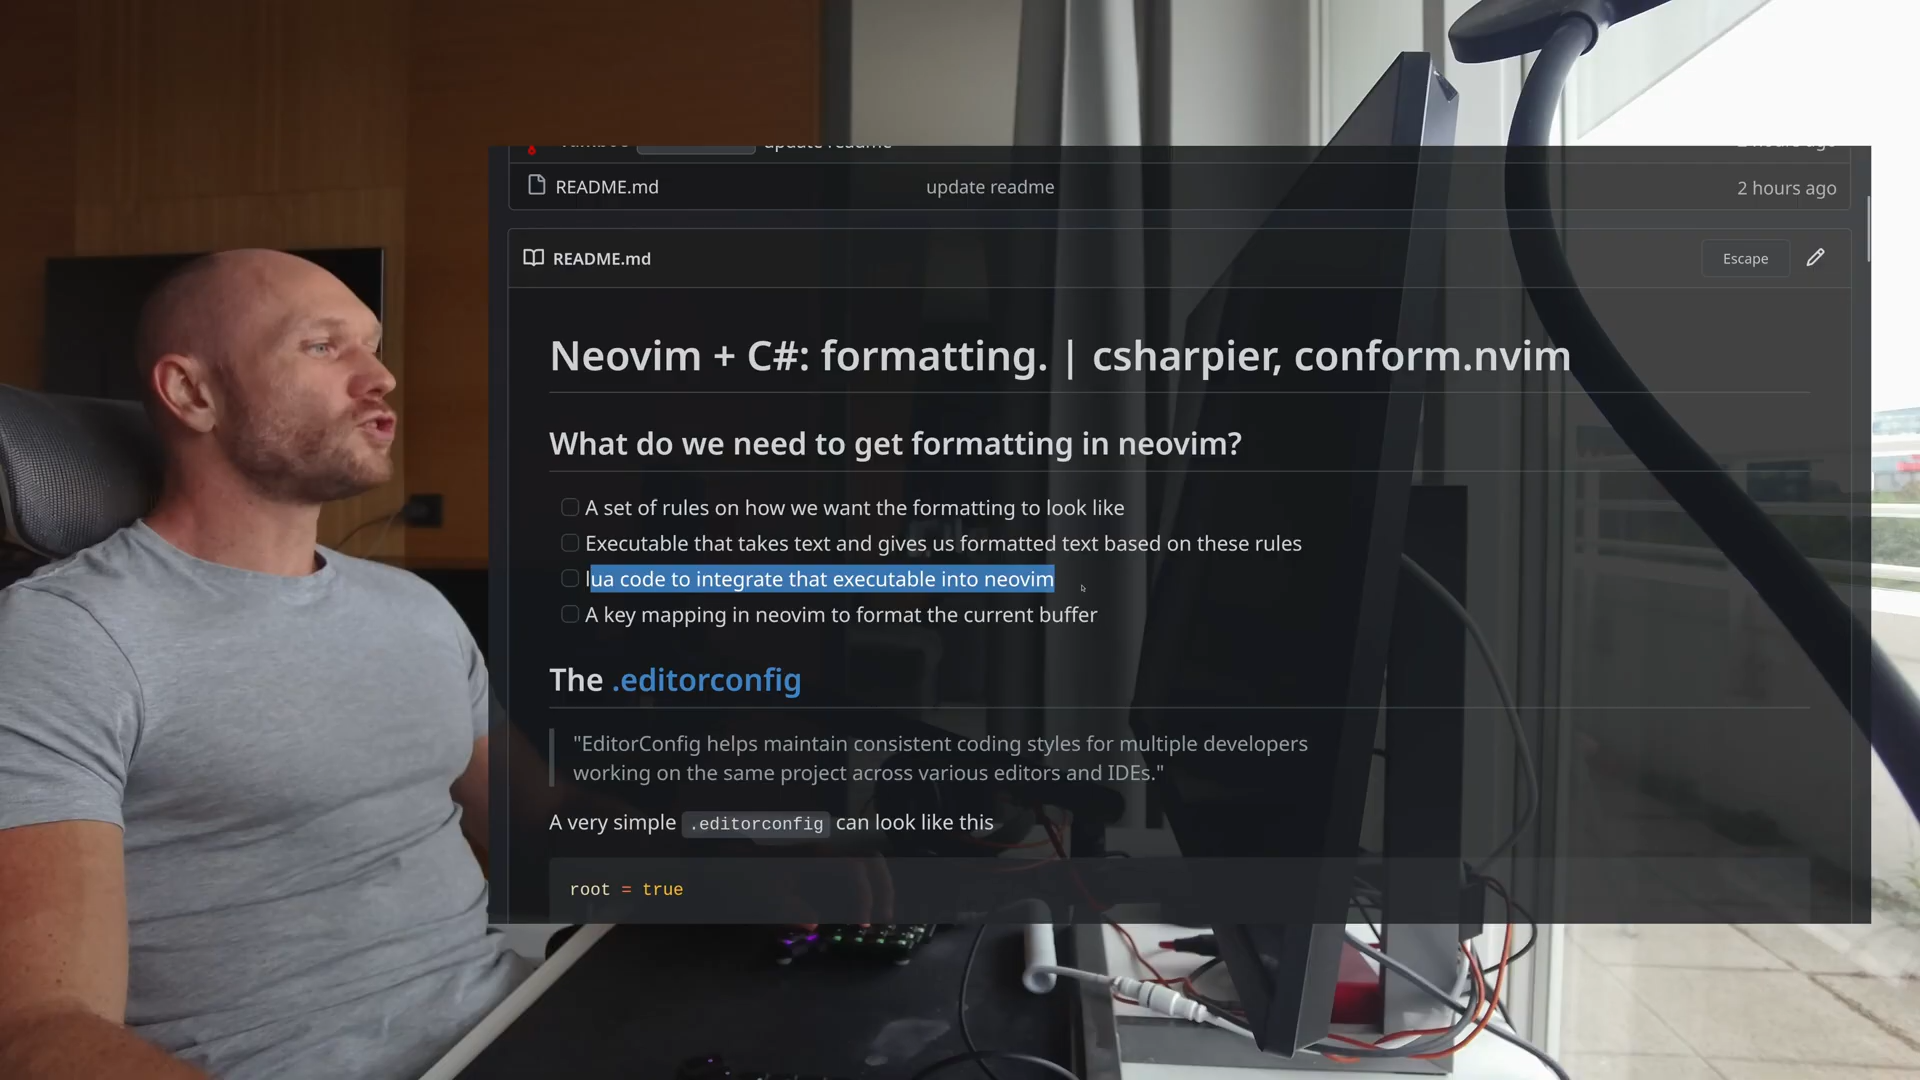 update readme
README.md update readme 2 hours ago
README.md Escape
Neovim + C#: formatting. | csharpier, conform.nvim
What do we need to get formatting in neovim?
A set of rules on how we want the formatting to look like
Executable that takes text and gives us formatted text based on these rules
lua code to integrate that executable into neovim
A key mapping in neovim to format the current buffer
The .editorconfig
"EditorConfig helps maintain consistent coding styles for multiple developers
working on the same project across various editors and IDEs."
A very simple .editorconfig can look like this
root = true